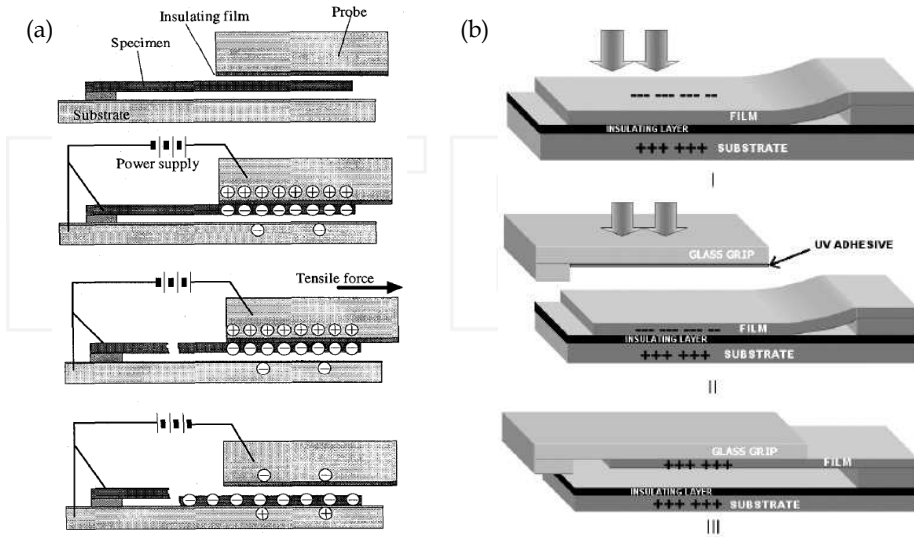 (a)
Insulating film
Probe
Specimen
Substrate
Power supply
Tensile force
(b)
FILM
INSULATING LAYER
+++ +++ SUBSTRATE
I
GLASS GRIP
UV ADHESIVE
FILM
INSULATING LAYER
+++ +++ SUBSTRATE
II
GLASS GRIP
+++ +++ FILM
INSULATING LAYER
+++ +++ SUBSTRATE
III